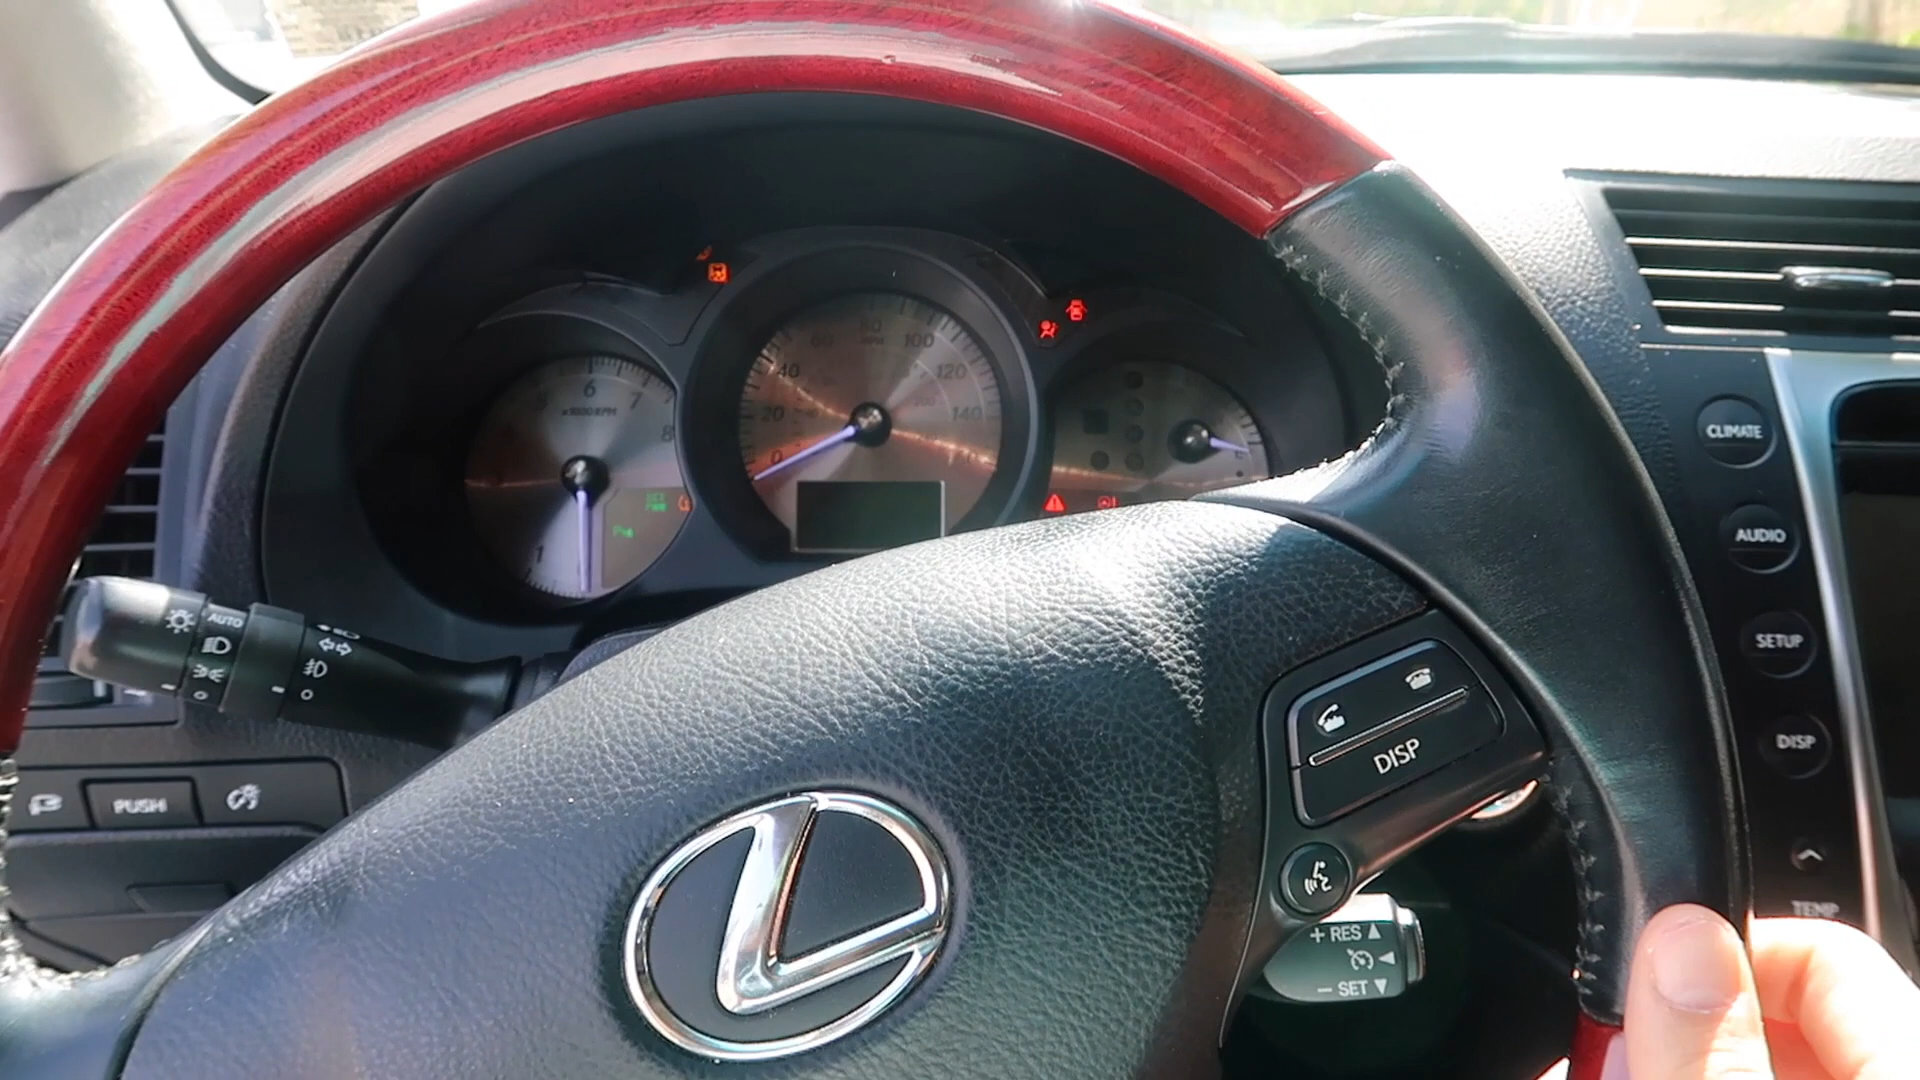 80
60 MPH 100
40 120
20 140
0
6
7
x1000 RPM
8
1
AUTO
PUSH
DISP
+ RES ▲
◀
− SET ▼
CLIMATE
AUDIO
SETUP
DISP
TEMP